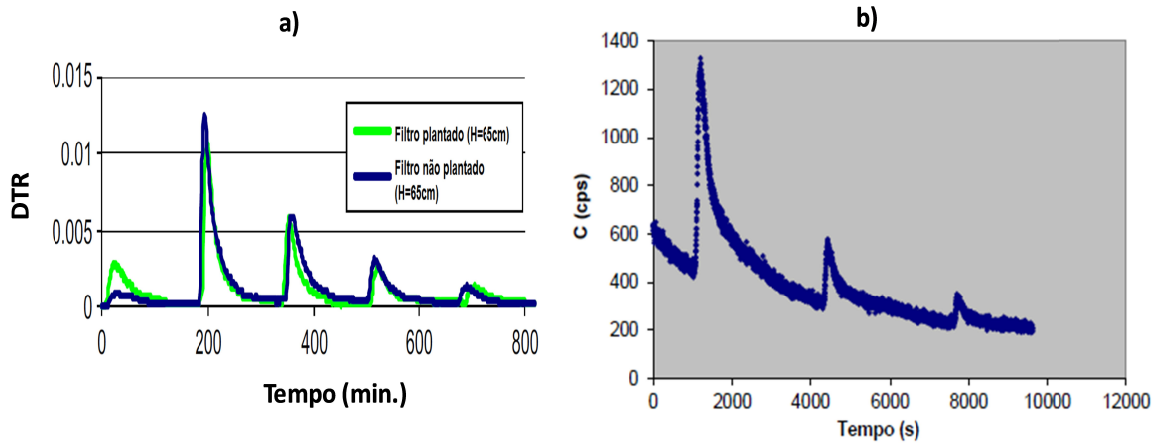 a)
0.015
0.01
0.005
0
DTR
Filtro plantado (H=65cm)
Filtro não plantado
(H=65cm)
0 200 400 600 800
Tempo (min.)
b)
1400
1200
1000
800
600
400
200
0
C (cps)
0 2000 4000 6000 8000 10000 12000
Tempo (s)